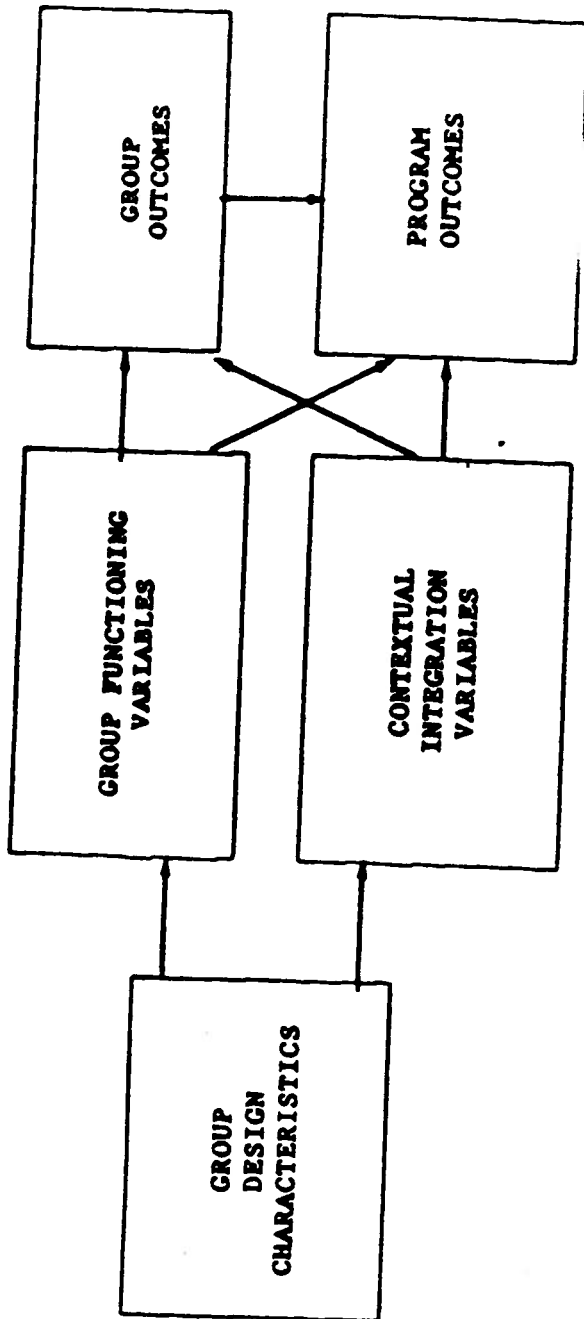 GROUP
DESIGN
CHARACTERISTICS
GROUP FUNCTIONING
VARIABLES
CONTEXTUAL
INTEGRATION
VARIABLES
GROUP
OUTCOMES
PROGRAM
OUTCOMES